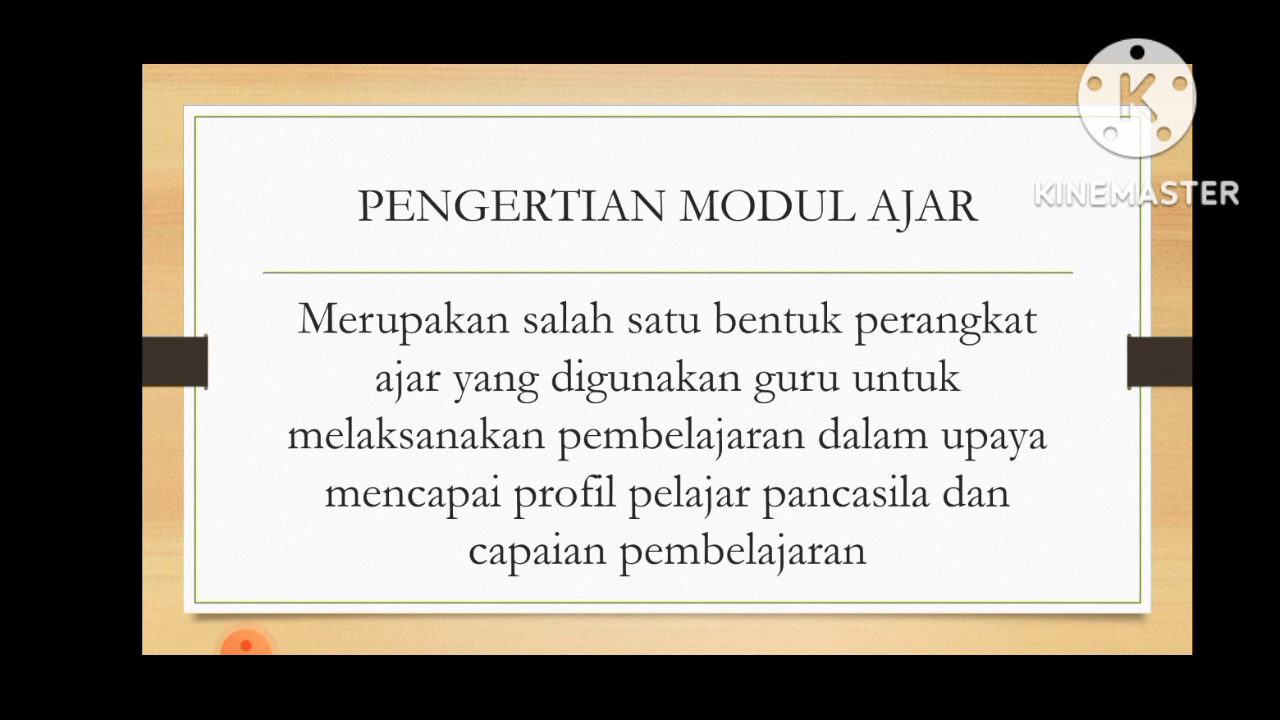 PENGERTIAN MODUL AJAR
Merupakan salah satu bentuk perangkat
ajar yang digunakan guru untuk
melaksanakan pembelajaran dalam upaya
mencapai profil pelajar pancasila dan
capaian pembelajaran
K
KINEMASTER